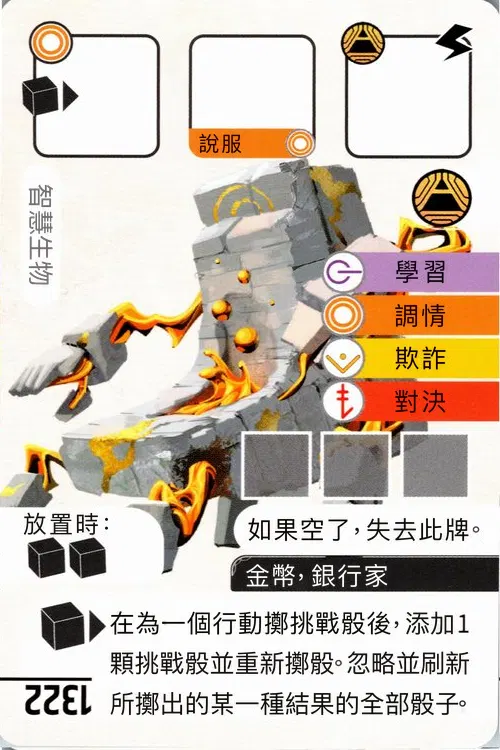 說服
智慧生物
學習
調情
欺詐
對決
放置時：
如果空了，失去此牌。
金幣，銀行家
在為一個行動擲挑戰骰後，添加1
顆挑戰骰並重新擲骰。忽略並刷新
所擲出的某一種結果的全部骰子。
1322